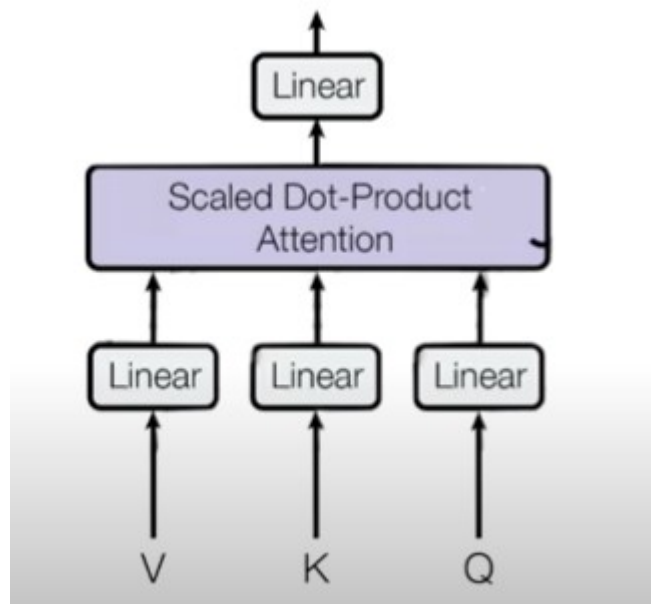 Linear
Scaled Dot-Product
Attention
Linear Linear Linear
V K Q